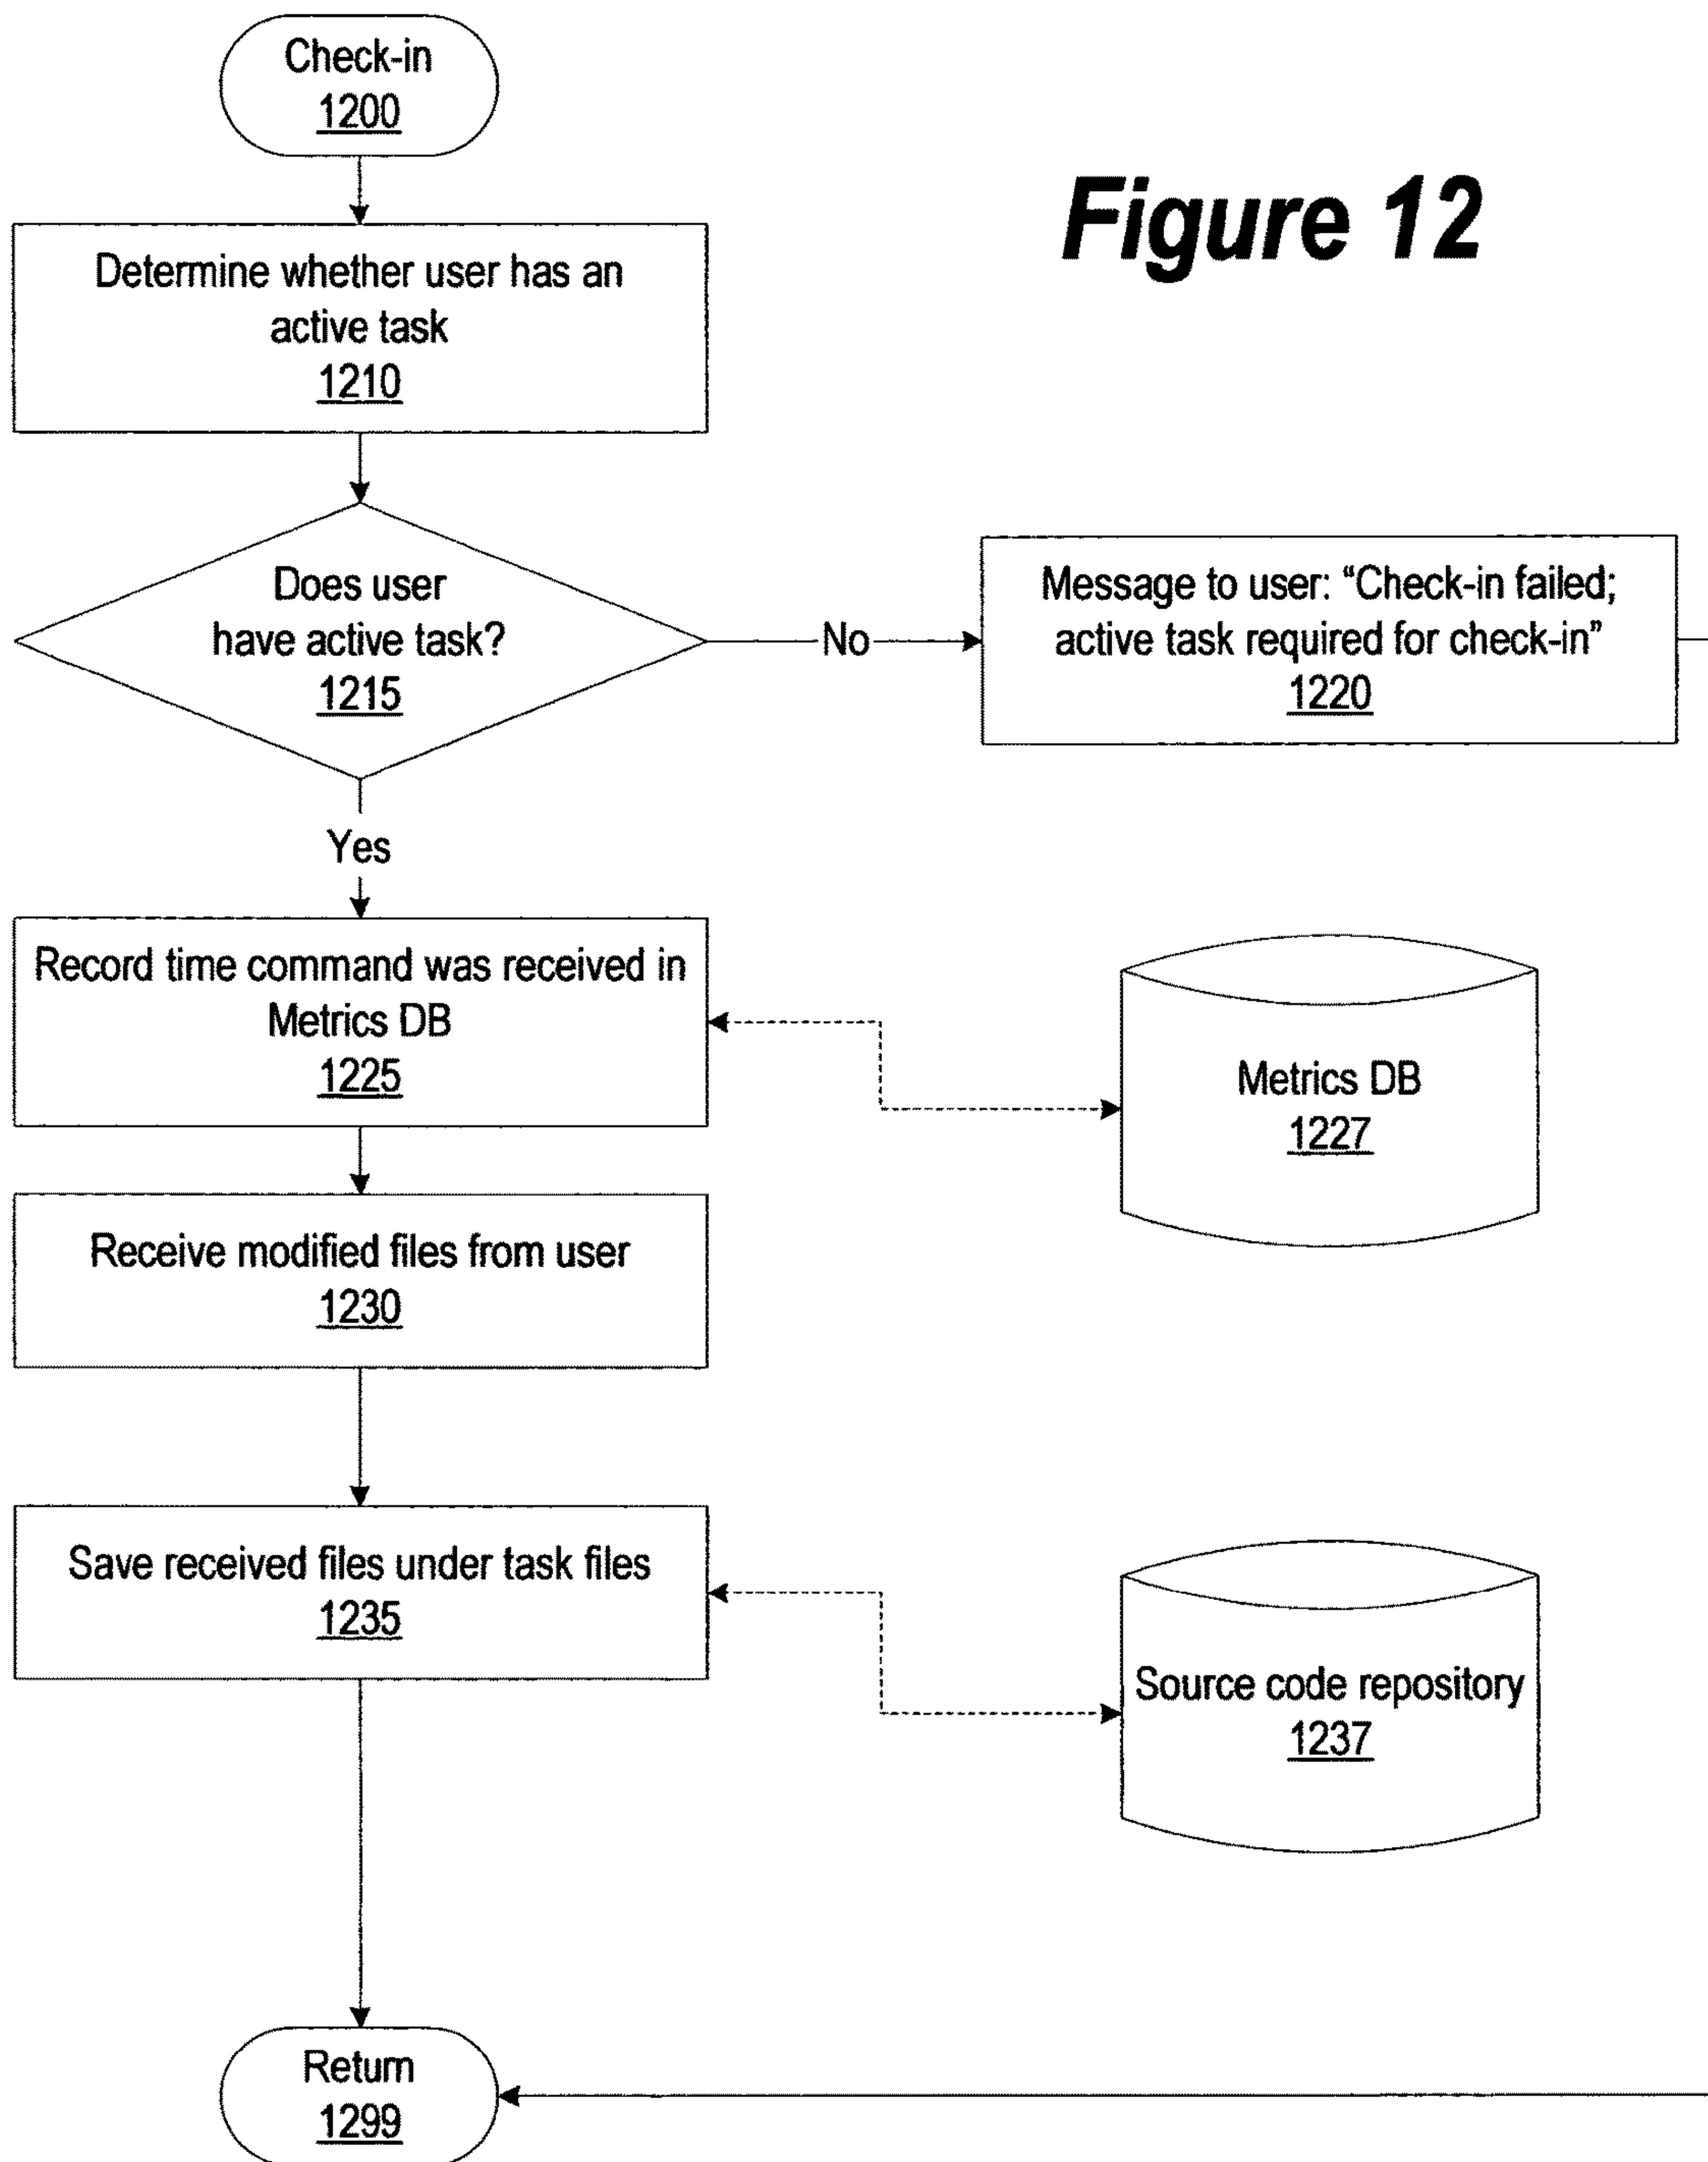 Check-in
1200
Figure 12
Determine whether user has an
active task
1210
Does user
have active task?
1215
No
Message to user: “Check-in failed;
active task required for check-in”
1220
Yes
Record time command was received in
Metrics DB
1225
Metrics DB
1227
Receive modified files from user
1230
Save received files under task files
1235
Source code repository
1237
Return
1299